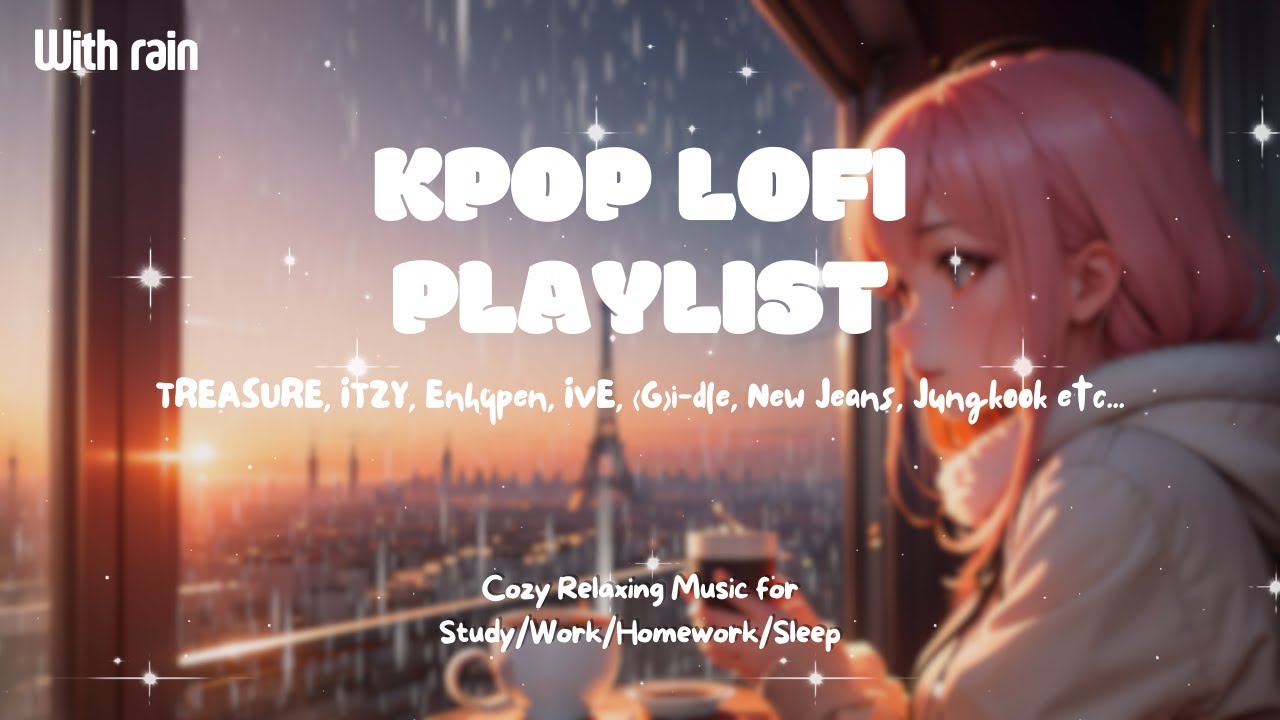 With rain
KPOP LOFI
PLAYLIST
TREASURE, iTZY, Enhypen, iVE, (G)i-dle, New Jeans, Jungkook etc...
Cozy Relaxing Music for
Study/Work/Homework/Sleep